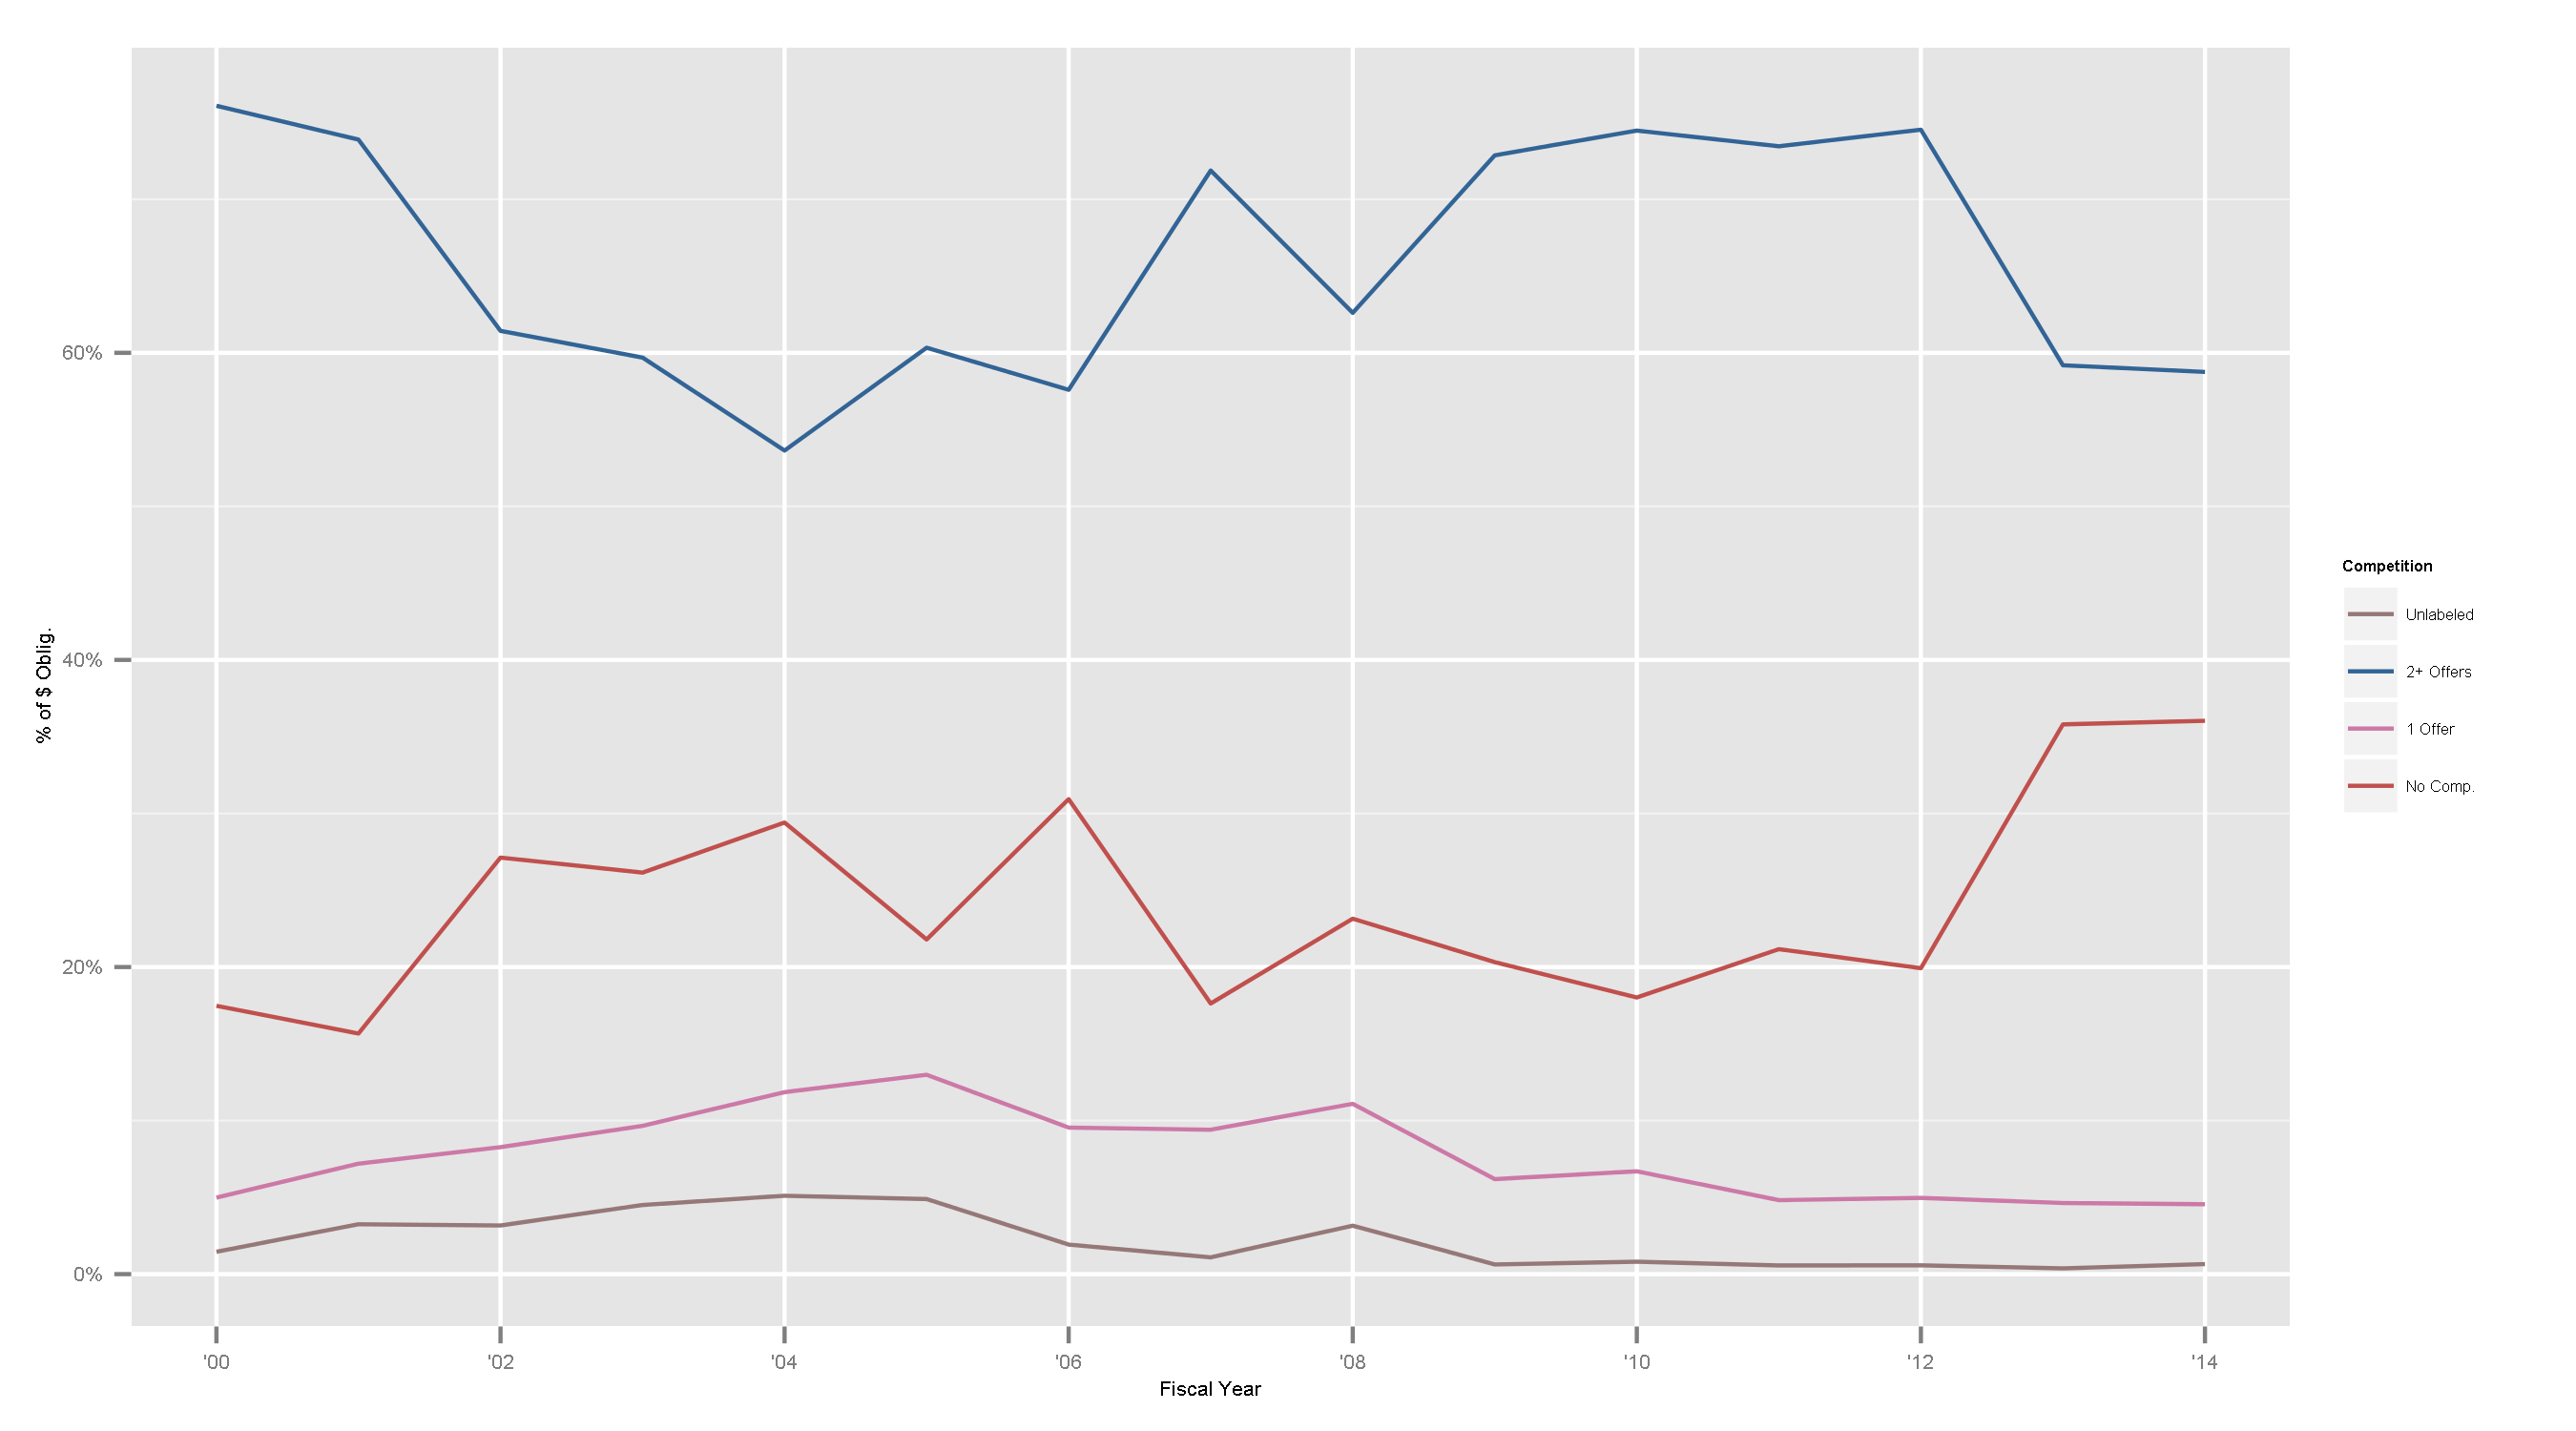 60%
40%
20%
0%
% of $ Oblig.
'00 '02 '04 '06 '08 '10 '12 '14
Fiscal Year
Competition
Unlabeled
2+ Offers
1 Offer
No Comp.